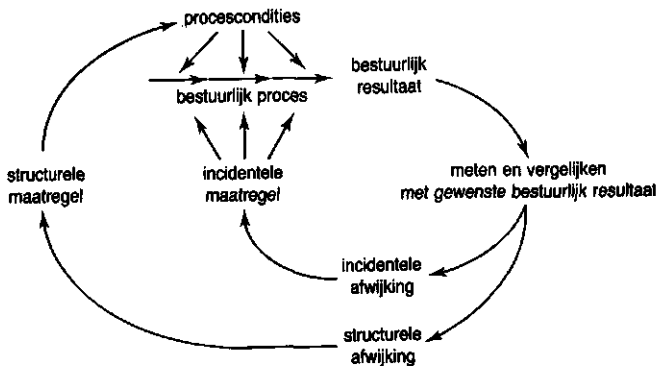 procescondities
bestuurlijk proces
bestuurlijk
resultaat
structurele
maatregel
incidentele
maatregel
meten en vergelijken
met gewenste bestuurlijk resultaat
incidentele
afwijking
structurele
afwijking